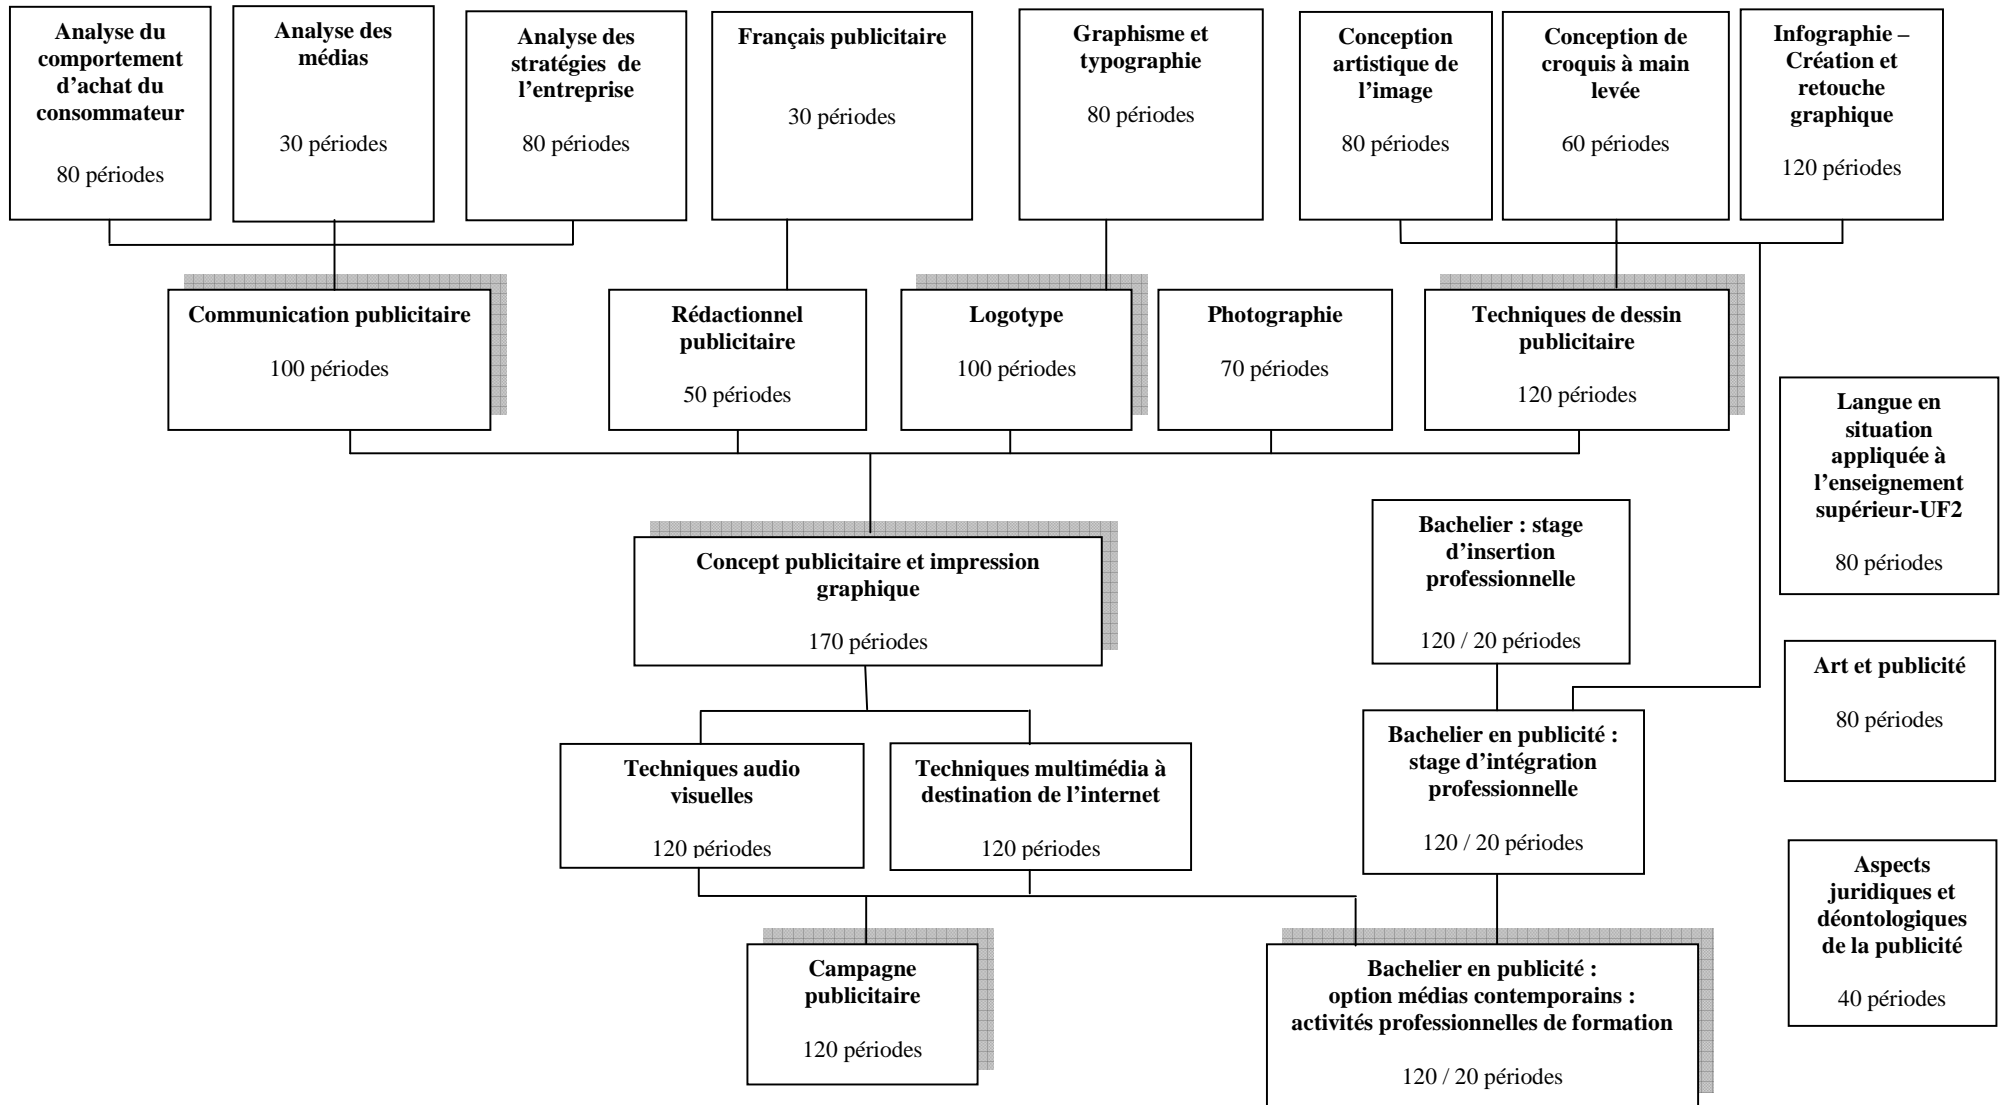 Analyse du
comportement
d’achat du
consommateur
80 périodes
Analyse des
médias
30 périodes
Analyse des
stratégies de
l’entreprise
80 périodes
Français publicitaire
30 périodes
Graphisme et
typographie
80 périodes
Conception
artistique de
l’image
80 périodes
Conception de
croquis à main
levée
60 périodes
Infographie –
Création et
retouche
graphique
120 périodes
Communication publicitaire
100 périodes
Rédactionnel
publicitaire
50 périodes
Logotype
100 périodes
Photographie
70 périodes
Techniques de dessin
publicitaire
120 périodes
Langue en
situation
appliquée à
l’enseignement
supérieur-UF2
80 périodes
Concept publicitaire et impression
graphique
170 périodes
Bachelier : stage
d’insertion
professionnelle
120 / 20 périodes
Art et publicité
80 périodes
Techniques audio
visuelles
120 périodes
Techniques multimédia à
destination de l’internet
120 périodes
Bachelier en publicité :
stage d’intégration
professionnelle
120 / 20 périodes
Aspects
juridiques et
déontologiques
de la publicité
40 périodes
Campagne
publicitaire
120 périodes
Bachelier en publicité :
option médias contemporains :
activités professionnelles de formation
120 / 20 périodes